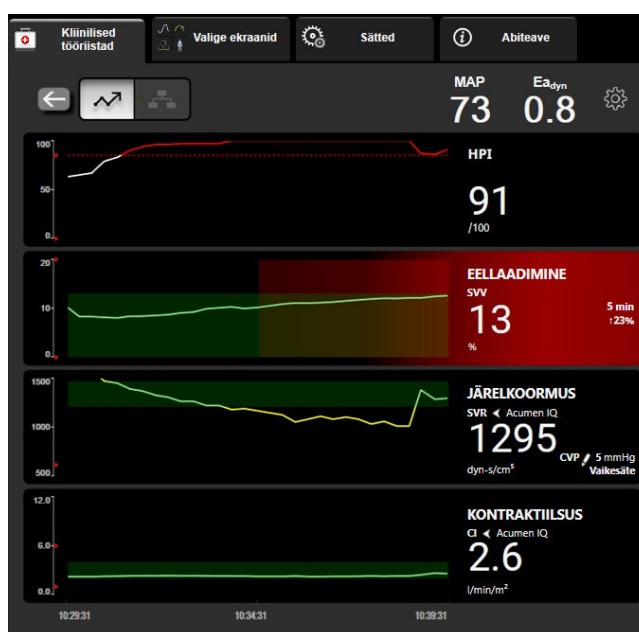 Kliinilised
tööriistad
Valige ekraanid
Sätted
Abiteave
MAP
73
Ea dyn
0.8
100
50
0
HPI
91
/100
20
10
0
EELLAADIMINE
SVV
13
%
5 min
↑23%
1500
1000
500
JÄRELKOORMUS
SVR Acumen IQ
1295
dyn-s/cm⁵
CVP 5 mmHg
Vaikesäte
12.0
6.0
0.0
KONTRAKTIILSUS
CI Acumen IQ
2.6
l/min/m²
10:29:31
10:34:31
10:39:31